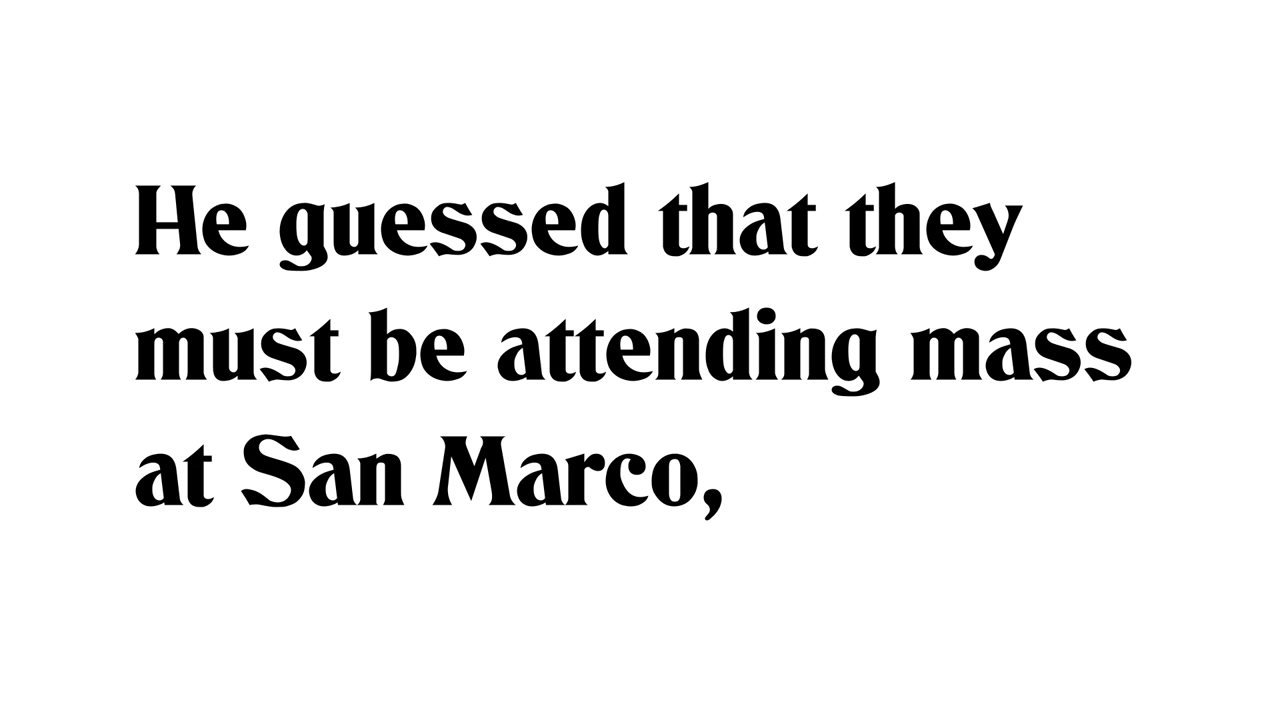 He guessed that they
must be attending mass
at San Marco,